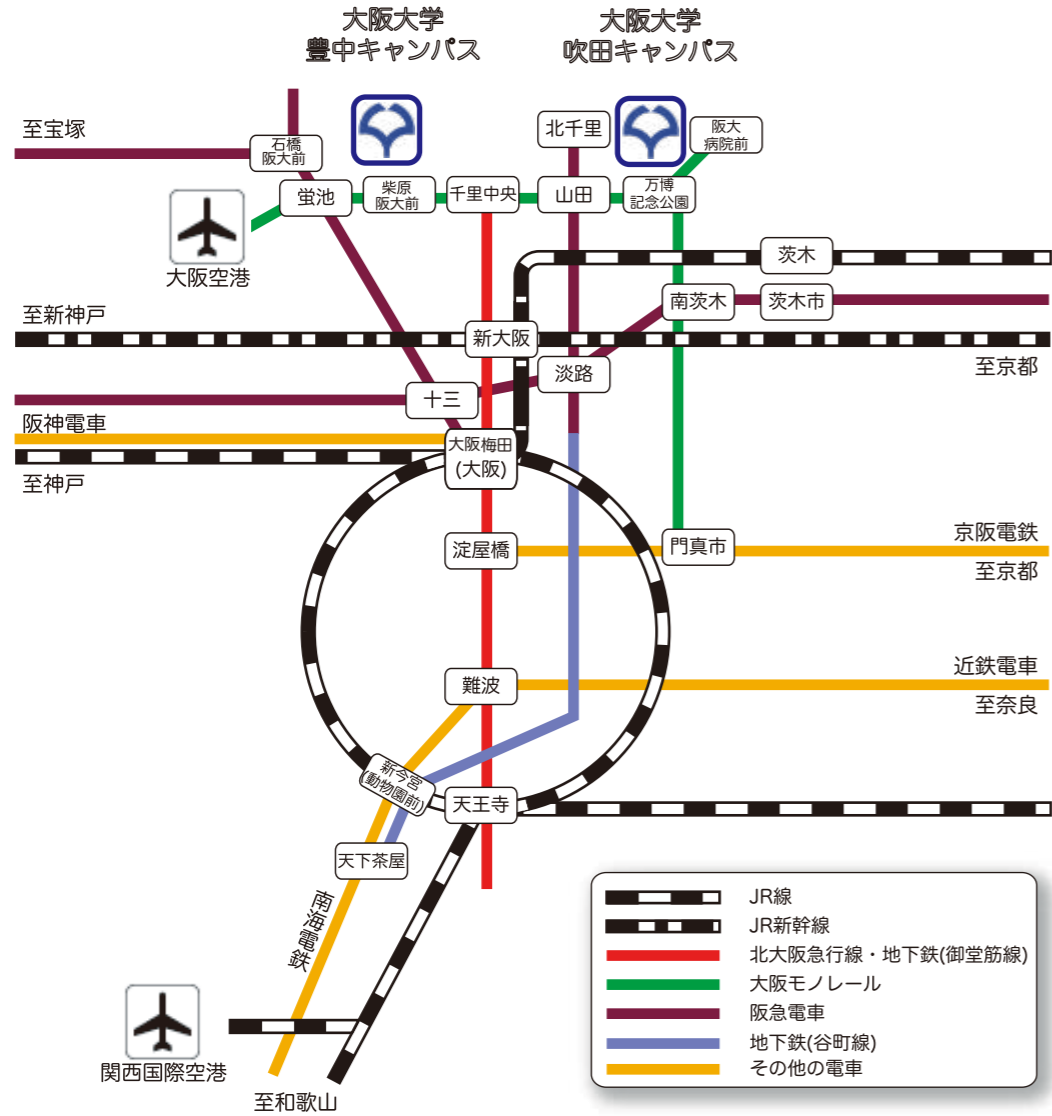 大阪大学
豊中キャンパス
大阪大学
吹田キャンパス
至宝塚
石橋
阪大前
北千里
阪大
病院前
蛍池
柴原
阪大前
千里中央
山田
万博
記念公園
大阪空港
茨木
至新神戸
南茨木
茨木市
新大阪
至京都
淡路
十三
阪神電車
大阪梅田
(大阪)
至神戸
淀屋橋
門真市
京阪電鉄
至京都
難波
近鉄電車
至奈良
新今宮
(動物園前)
天王寺
天下茶屋
南海電鉄
関西国際空港
至和歌山
JR線
JR新幹線
北大阪急行線・地下鉄(御堂筋線)
大阪モノレール
阪急電車
地下鉄(谷町線)
その他の電車